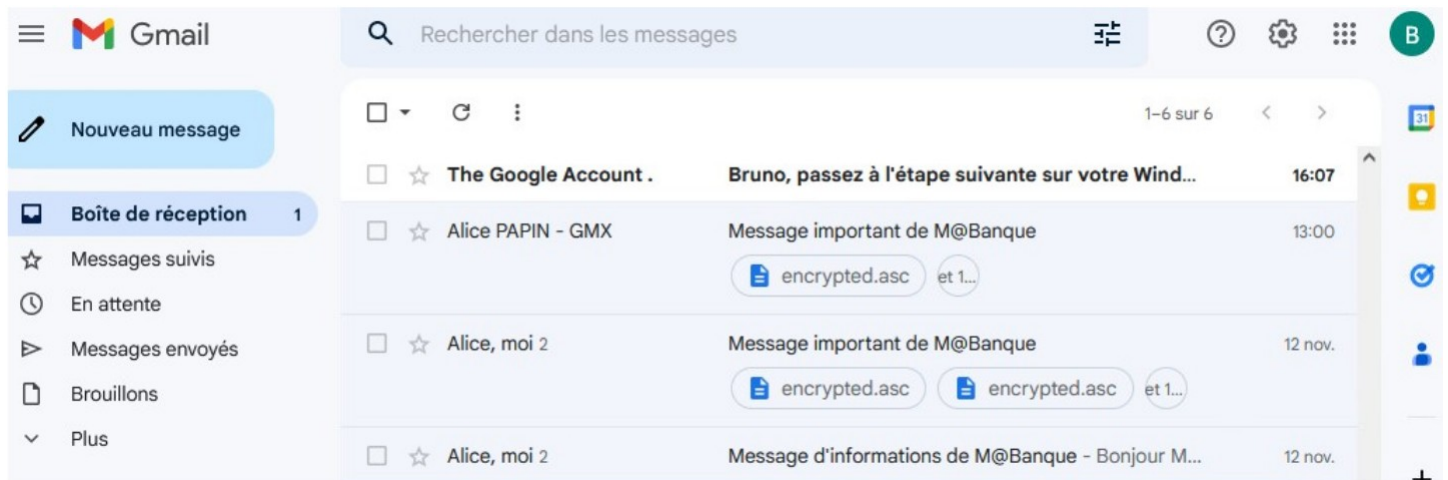 Gmail
Rechercher dans les messages
B
Nouveau message
1–6 sur 6
31
The Google Account . Bruno, passez à l'étape suivante sur votre Wind... 16:07
Boîte de réception 1
Alice PAPIN - GMX Message important de M@Banque 13:00
encrypted.asc et 1...
Messages suivis
En attente
Messages envoyés
Brouillons
Plus
Alice, moi 2 Message important de M@Banque 12 nov.
encrypted.asc encrypted.asc et 1...
Alice, moi 2 Message d'informations de M@Banque - Bonjour M... 12 nov.